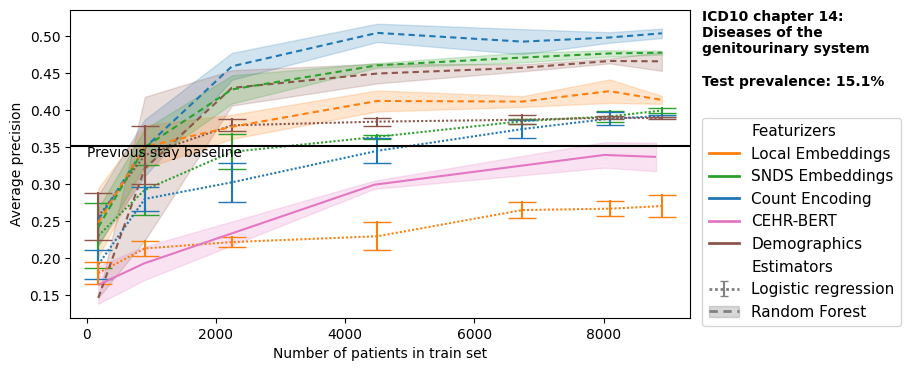 ICD10 chapter 14:
Diseases of the
genitourinary system
Test prevalence: 15.1%
Average precision
0.50
0.45
0.40
0.35
0.30
0.25
0.20
0.15
Previous stay baseline
0
2000
4000
6000
8000
Number of patients in train set
Featurizers
Local Embeddings
SNDS Embeddings
Count Encoding
CEHR-BERT
Demographics
Estimators
Logistic regression
Random Forest